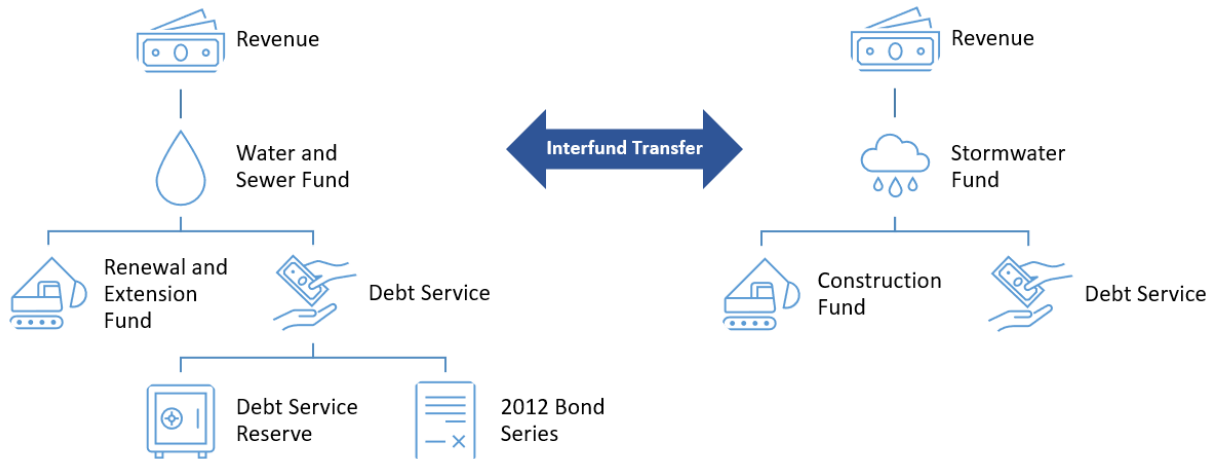 Revenue
Revenue
Interfund Transfer
Water and
Sewer Fund
Stormwater
Fund
Renewal and
Extension
Fund
Debt Service
Construction
Fund
Debt Service
Debt Service
Reserve
2012 Bond
Series